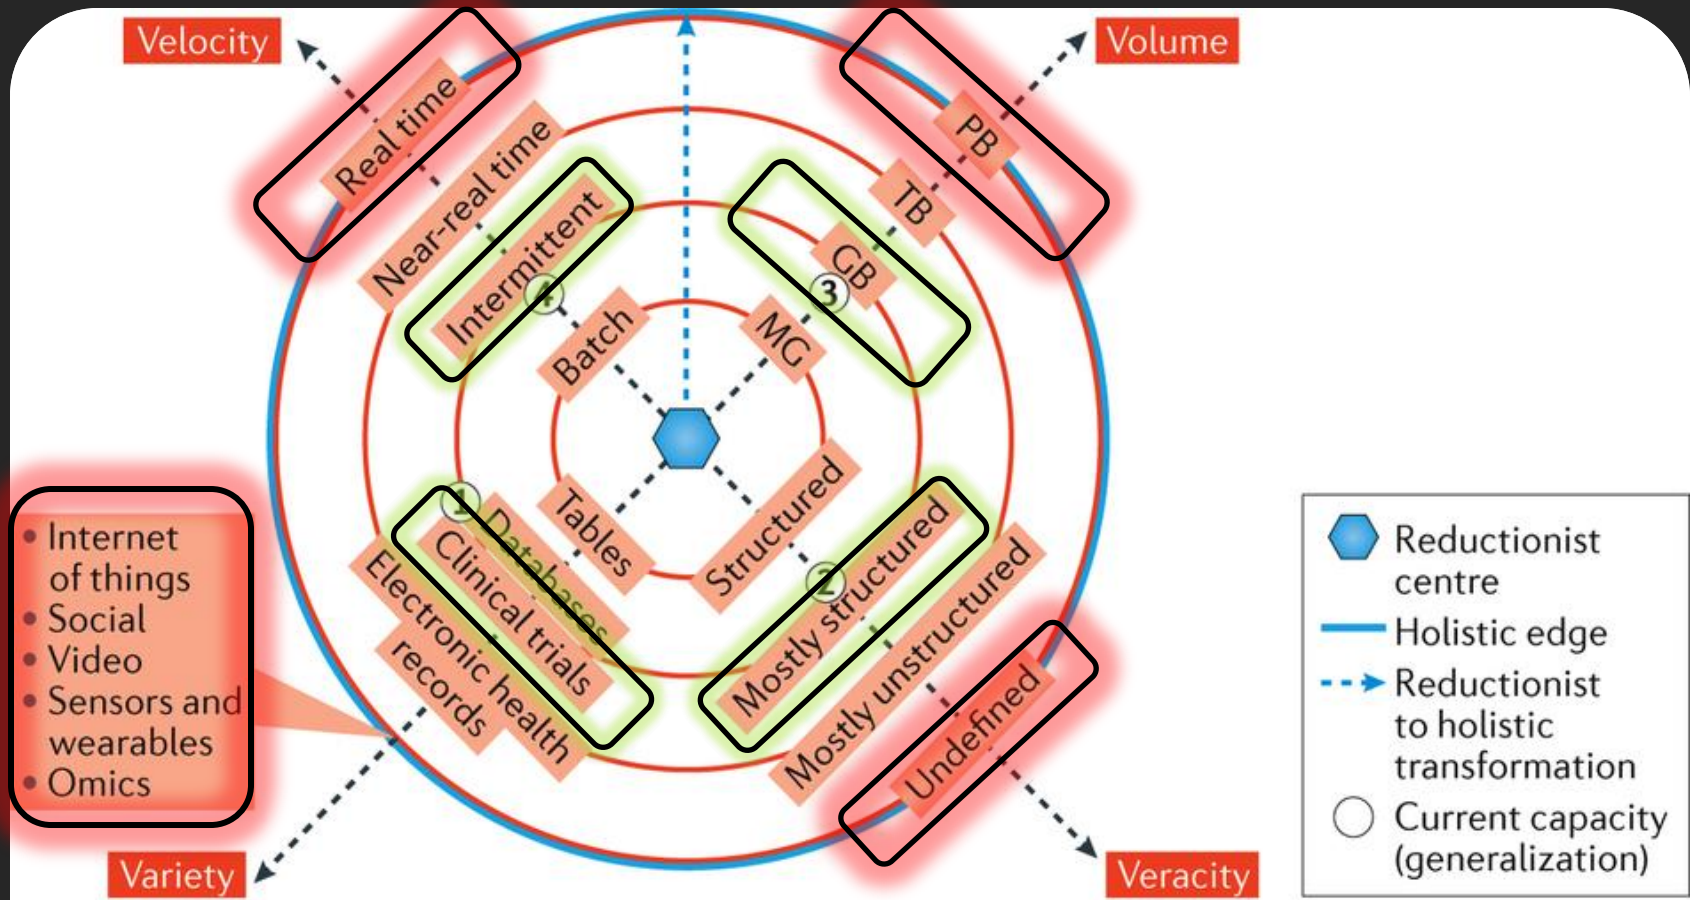 Velocity
Volume
Real time
Near-real time
Intermittent
Batch
4
PB
TB
GB
3
MG
1
Databases
Tables
Clinical trials
Electronic health
records
Structured
2
Mostly structured
Mostly unstructured
Undefined
• Internet
of things
• Social
• Video
• Sensors and
wearables
• Omics
Variety
Veracity
Reductionist
centre
Holistic edge
Reductionist
to holistic
transformation
Current capacity
(generalization)